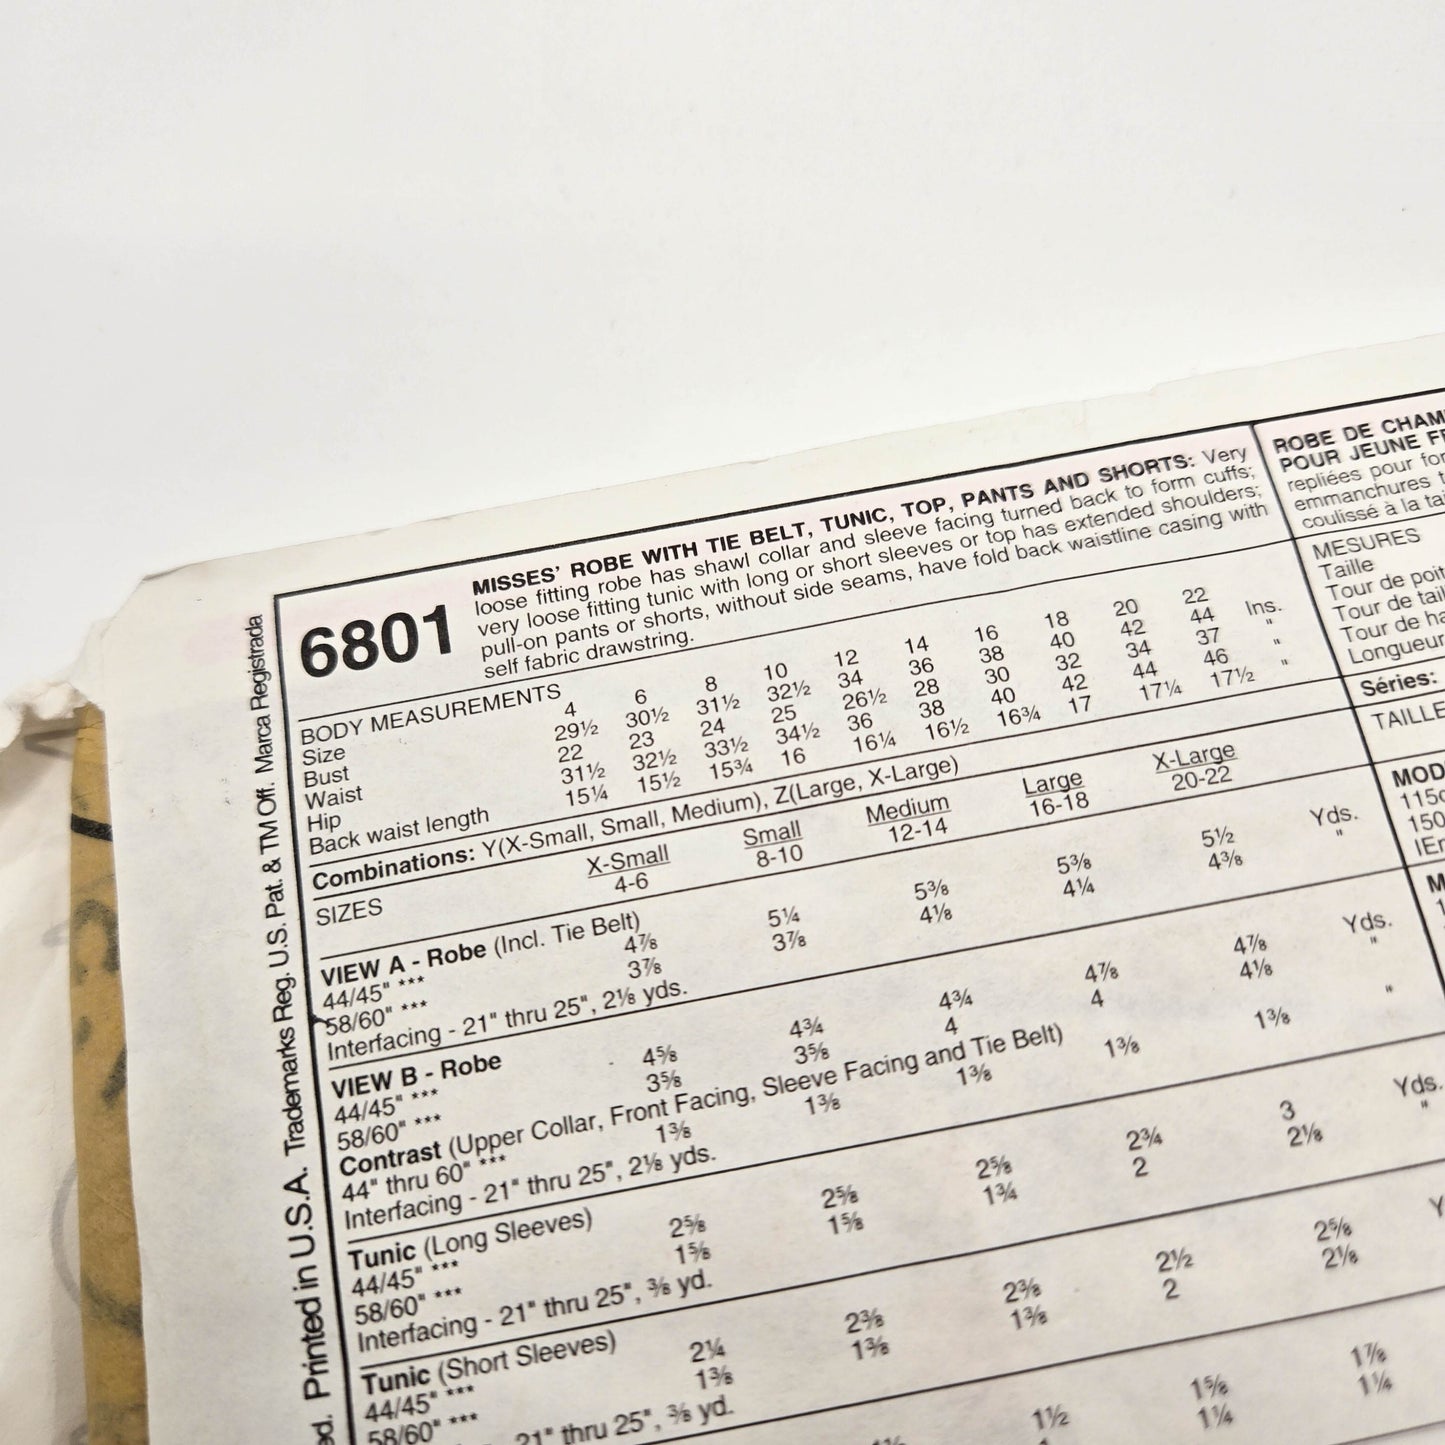 6801
MISSES' ROBE WITH TIE BELT, TUNIC, TOP, PANTS AND SHORTS: Very
loose fitting robe has shawl collar and sleeve facing turned back to form cuffs;
very loose fitting tunic with long or short sleeves or top has extended shoulders;
pull-on pants or shorts, without side seams, have fold back waistline casing with
self fabric drawstring.
BODY MEASUREMENTS
Size 4 6 8 10 12 14 16 18 20 22
Bust 29½ 30½ 31½ 32½ 34 36 38 40 42 44 Ins.
Waist 22 23 24 25 26½ 28 30 32 34 37 "
Hip 31½ 32½ 33½ 34½ 36 38 40 42 44 46 "
Back waist length 15¼ 15½ 15¾ 16 16¼ 16½ 16¾ 17 17¼ 17½ "
Combinations: Y(X-Small, Small, Medium), Z(Large, X-Large)
SIZES X-Small Small Medium Large X-Large
4-6 8-10 12-14 16-18 20-22
VIEW A - Robe (Incl. Tie Belt)
44/45" *** 4⅞ 5¼ 5⅜ 5⅜ 5½ Yds.
58/60" *** 3⅞ 3⅞ 4⅛ 4¼ 4⅜ "
Interfacing - 21" thru 25", 2⅛ yds.
VIEW B - Robe
44/45" *** 4⅝ 4¾ 4¾ 4⅞ 4⅞ Yds.
58/60" *** 3⅝ 3⅝ 4 4 4⅛ "
Contrast (Upper Collar, Front Facing, Sleeve Facing and Tie Belt)
44" thru 60" *** 1⅜ 1⅜ 1⅜ 1⅜ 1⅜ "
Interfacing - 21" thru 25", 2⅛ yds.
Tunic (Long Sleeves)
44/45" *** 2⅝ 2⅝ 2⅝ 2¾ 3 Yds.
58/60" *** 1⅝ 1⅝ 1¾ 2 2⅛ "
Interfacing - 21" thru 25", ⅜ yd.
Tunic (Short Sleeves)
44/45" *** 2¼ 2⅜ 2⅜ 2½ 2⅝ Y
58/60" *** 1⅜ 1⅜ 1⅜ 2 2⅛
21" thru 25", ⅜ yd.
1½ 1⅝ 1⅞
1¼ 1¼
ROBE DE CHAM
POUR JEUNE FE
repliées pour for
emmanchures t
coulissé à la tai
MESURES
Taille
Tour de poit
Tour de tail
Tour de ha
Longueur
Séries:
TAILLE
MOD
115c
150
IEn
ed. Printed in U.S.A. Trademarks Reg. U.S. Pat. & TM Off. Marca Registrada